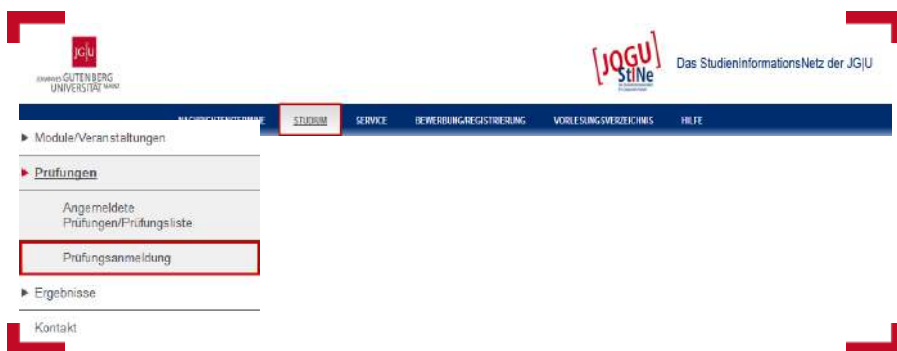 JG|U
JOHANNES GUTENBERG
UNIVERSITÄT MAINZ
[JOGU]
StINe
Das StudienInformationsNetz der JG|U
STUDIUM SERVICE BEWERBUNG/REGISTRIERUNG VORLESUNGSVERZEICHNIS HILFE
Module/Veranstaltungen
Prüfungen
Angemeldete
Prüfungen/Prüfungsliste
Prüfungsanmeldung
Ergebnisse
Kontakt